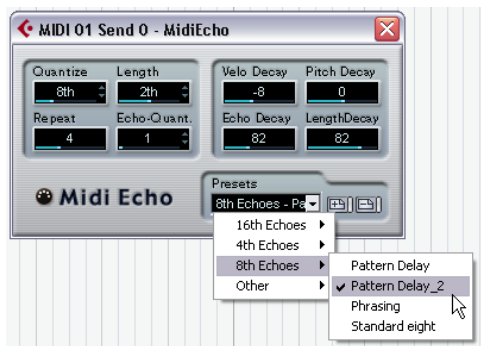 MIDI 01 Send 0 - MidiEcho
Quantize Length Velo Decay Pitch Decay
8th 2th -8 0
Repeat Echo-Quant. Echo Decay LengthDecay
4 1 82 82
Midi Echo
Presets
8th Echoes - Pa
16th Echoes
4th Echoes
8th Echoes
Other
Pattern Delay
Pattern Delay_2
Phrasing
Standard eight